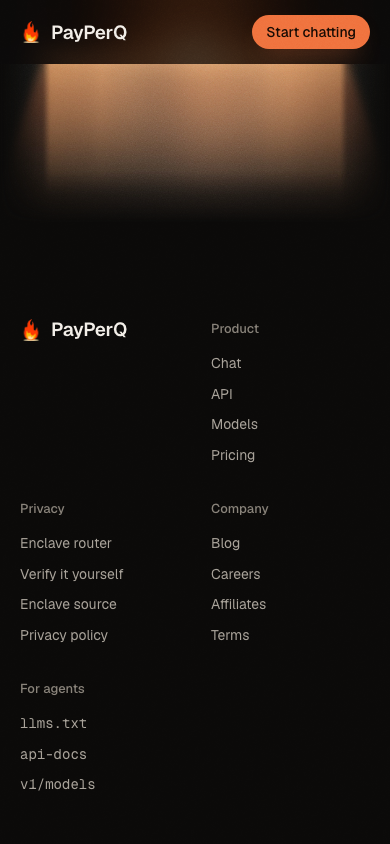 PayPerQ
Start chatting
PayPerQ
Product
Chat
API
Models
Pricing
Privacy
Enclave router
Verify it yourself
Enclave source
Privacy policy
Company
Blog
Careers
Affiliates
Terms
For agents
llms.txt
api-docs
v1/models